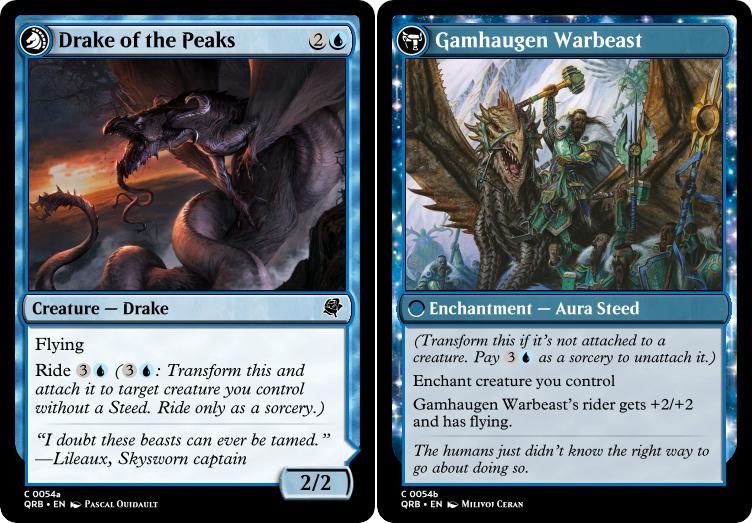 Drake of the Peaks 2
Creature — Drake
Flying
Ride 3 (3 : Transform this and
attach it to target creature you control
without a Steed. Ride only as a sorcery.)
“I doubt these beasts can ever be tamed.”
—Lileaux, Skysworn captain
2/2
C 0054a
QRB • EN Pascal Quidault
Gamhaugen Warbeast
Enchantment — Aura Steed
(Transform this if it's not attached to a
creature. Pay 3 as a sorcery to unattach it.)
Enchant creature you control
Gamhaugen Warbeast's rider gets +2/+2
and has flying.
The humans just didn't know the right way to
go about doing so.
C 0054b
QRB • EN Milivoj Ceran